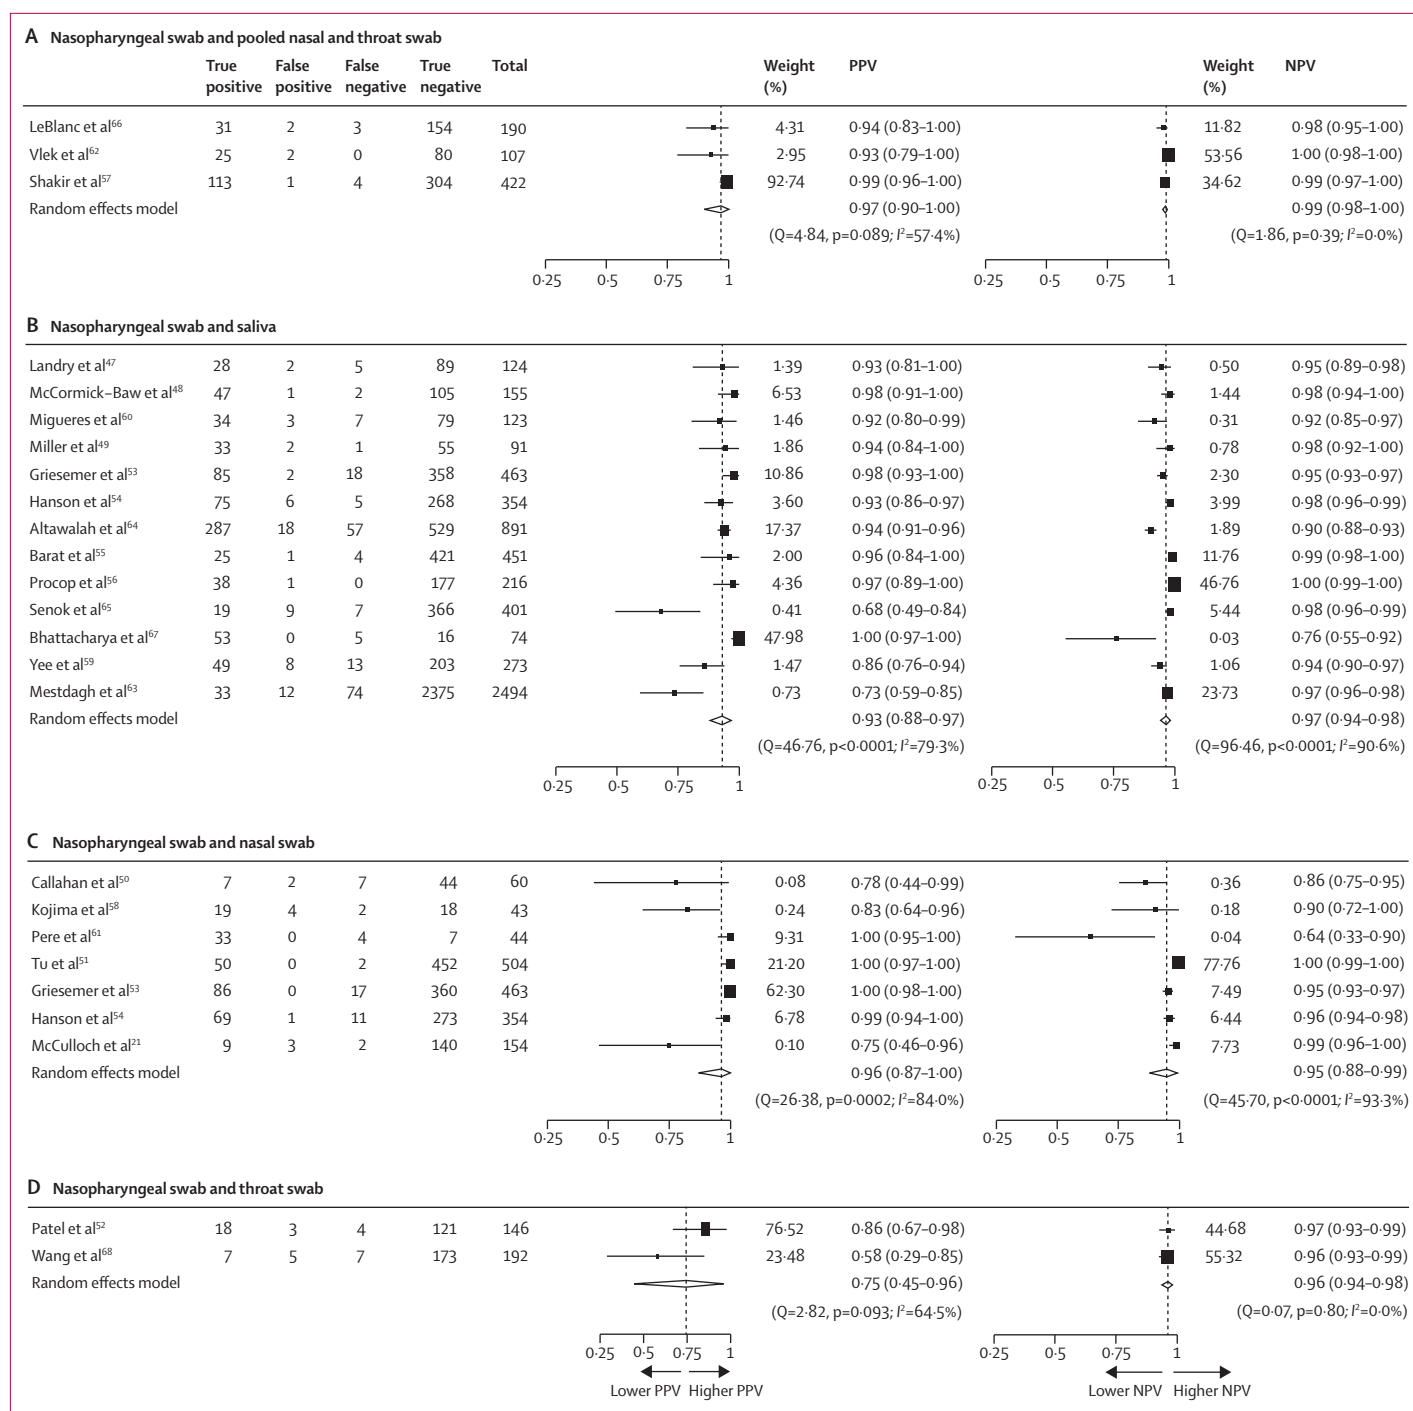 A Nasopharyngeal swab and pooled nasal and throat swab
True positive False positive False negative True negative Total Weight (%) PPV Weight (%) NPV
LeBlanc et al66 31 2 3 154 190 4·31 0·94 (0·83–1·00) 11·82 0·98 (0·95–1·00)
Vlek et al62 25 2 0 80 107 2·95 0·93 (0·79–1·00) 53·56 1·00 (0·98–1·00)
Shakir et al57 113 1 4 304 422 92·74 0·99 (0·96–1·00) 34·62 0·99 (0·97–1·00)
Random effects model 0·97 (0·90–1·00) 0·99 (0·98–1·00)
(Q=4·84, p=0·089; I²=57·4%) (Q=1·86, p=0·39; I²=0·0%)
0·25 0·5 0·75 1 0·25 0·5 0·75 1
B Nasopharyngeal swab and saliva
Landry et al47 28 2 5 89 124 1·39 0·93 (0·81–1·00) 0·50 0·95 (0·89–0·98)
McCormick–Baw et al48 47 1 2 105 155 6·53 0·98 (0·91–1·00) 1·44 0·98 (0·94–1·00)
Migueres et al60 34 3 7 79 123 1·46 0·92 (0·80–0·99) 0·31 0·92 (0·85–0·97)
Miller et al49 33 2 1 55 91 1·86 0·94 (0·84–1·00) 0·78 0·98 (0·92–1·00)
Griesemer et al53 85 2 18 358 463 10·86 0·98 (0·93–1·00) 2·30 0·95 (0·93–0·97)
Hanson et al54 75 6 5 268 354 3·60 0·93 (0·86–0·97) 3·99 0·98 (0·96–0·99)
Altawalah et al64 287 18 57 529 891 17·37 0·94 (0·91–0·96) 1·89 0·90 (0·88–0·93)
Barat et al55 25 1 4 421 451 2·00 0·96 (0·84–1·00) 11·76 0·99 (0·98–1·00)
Procop et al56 38 1 0 177 216 4·36 0·97 (0·89–1·00) 46·76 1·00 (0·99–1·00)
Senok et al65 19 9 7 366 401 0·41 0·68 (0·49–0·84) 5·44 0·98 (0·96–0·99)
Bhattacharya et al67 53 0 5 16 74 47·98 1·00 (0·97–1·00) 0·03 0·76 (0·55–0·92)
Yee et al59 49 8 13 203 273 1·47 0·86 (0·76–0·94) 1·06 0·94 (0·90–0·97)
Mestdagh et al63 33 12 74 2375 2494 0·73 0·73 (0·59–0·85) 23·73 0·97 (0·96–0·98)
Random effects model 0·93 (0·88–0·97) 0·97 (0·94–0·98)
(Q=46·76, p<0·0001; I²=79·3%) (Q=96·46, p<0·0001; I²=90·6%)
0·25 0·5 0·75 1 0·25 0·5 0·75 1
C Nasopharyngeal swab and nasal swab
Callahan et al50 7 2 7 44 60 0·08 0·78 (0·44–0·99) 0·36 0·86 (0·75–0·95)
Kojima et al58 19 4 2 18 43 0·24 0·83 (0·64–0·96) 0·18 0·90 (0·72–1·00)
Pere et al61 33 0 4 7 44 9·31 1·00 (0·95–1·00) 0·04 0·64 (0·33–0·90)
Tu et al51 50 0 2 452 504 21·20 1·00 (0·97–1·00) 77·76 1·00 (0·99–1·00)
Griesemer et al53 86 0 17 360 463 62·30 1·00 (0·98–1·00) 7·49 0·95 (0·93–0·97)
Hanson et al54 69 1 11 273 354 6·78 0·99 (0·94–1·00) 6·44 0·96 (0·94–0·98)
McCulloch et al21 9 3 2 140 154 0·10 0·75 (0·46–0·96) 7·73 0·99 (0·96–1·00)
Random effects model 0·96 (0·87–1·00) 0·95 (0·88–0·99)
(Q=26·38, p=0·0002; I²=84·0%) (Q=45·70, p<0·0001; I²=93·3%)
0·25 0·5 0·75 1 0·25 0·5 0·75 1
D Nasopharyngeal swab and throat swab
Patel et al52 18 3 4 121 146 76·52 0·86 (0·67–0·98) 44·68 0·97 (0·93–0·99)
Wang et al68 7 5 7 173 192 23·48 0·58 (0·29–0·85) 55·32 0·96 (0·93–0·99)
Random effects model 0·75 (0·45–0·96) 0·96 (0·94–0·98)
(Q=2·82, p=0·093; I²=64·5%) (Q=0·07, p=0·80; I²=0·0%)
0·25 0·5 0·75 1 0·25 0·5 0·75 1
Lower PPV Higher PPV Lower NPV Higher NPV